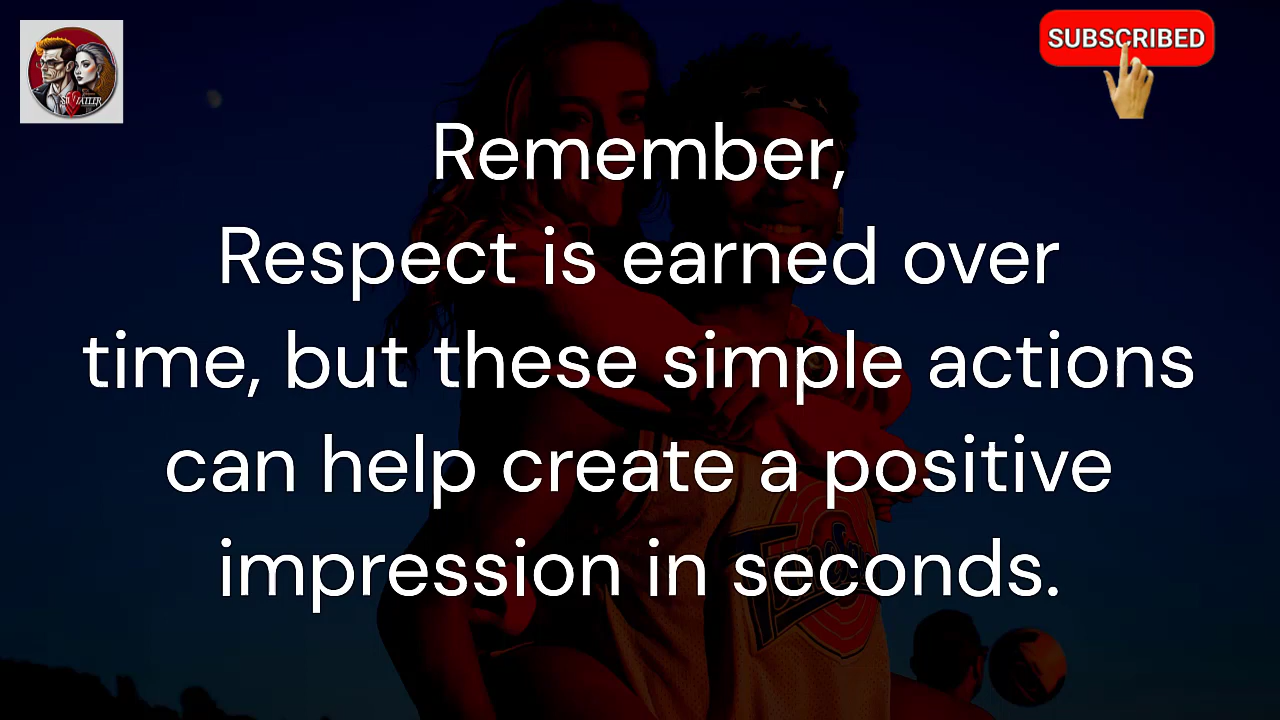 SUBSCRIBED
Remember,
Respect is earned over
time, but these simple actions
can help create a positive
impression in seconds.